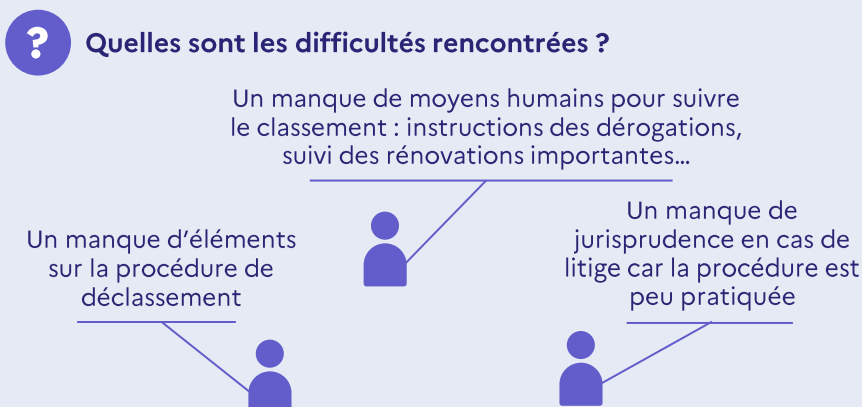 ?
Quelles sont les difficultés rencontrées ?
Un manque de moyens humains pour suivre
le classement : instructions des dérogations,
suivi des rénovations importantes…
Un manque d’éléments
sur la procédure de
déclassement
Un manque de
jurisprudence en cas de
litige car la procédure est
peu pratiquée